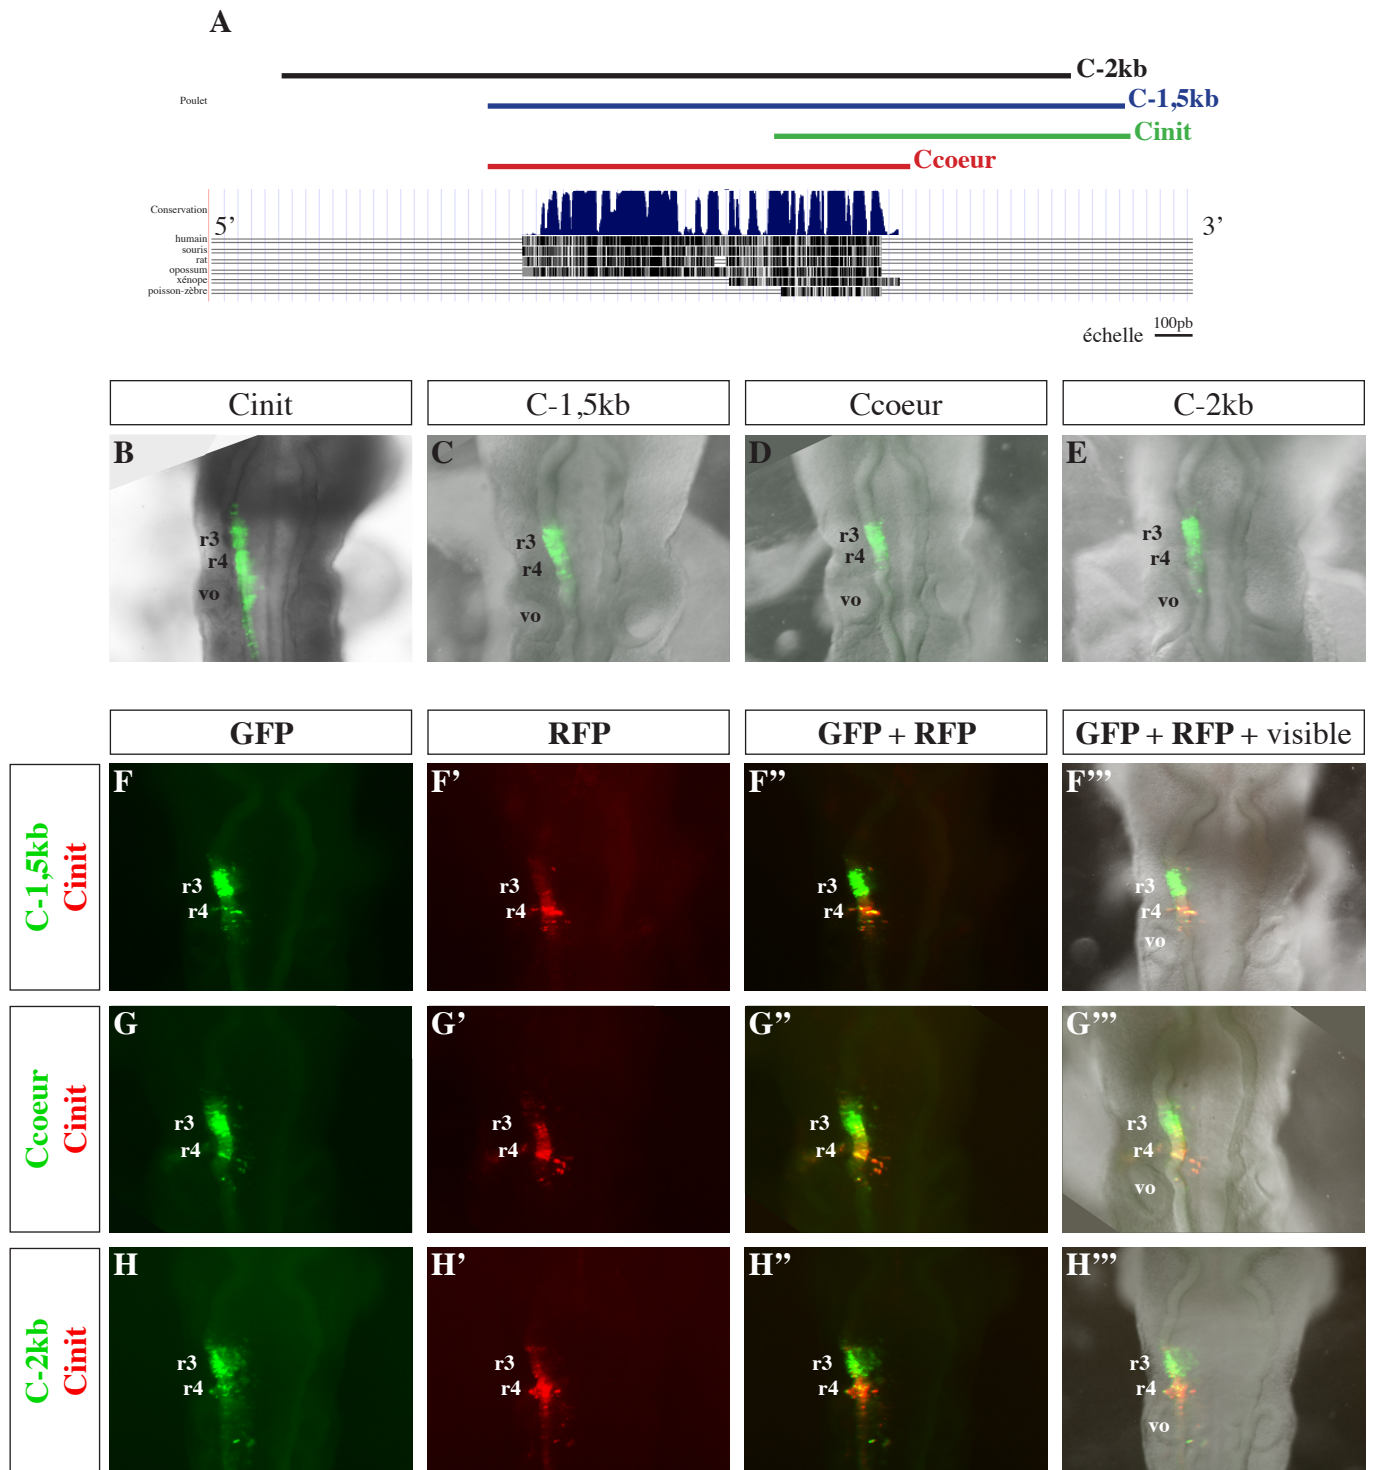 A
C-2kb
Poulet
C-1,5kb
Cinit
Ccoeur
Conservation
5’
3’
humain
souris
rat
opossum
xénope
poisson-zèbre
échelle 100pb
Cinit
C-1,5kb
Ccoeur
C-2kb
B
r3
r4
vo
C
r3
r4
vo
D
r3
r4
vo
E
r3
r4
vo
GFP
RFP
GFP + RFP
GFP + RFP + visible
C-1,5kb
Cinit
F
r3
r4
F’
r3
r4
F’’
r3
r4
F’’’
r3
r4
vo
Ccoeur
Cinit
G
r3
r4
G’
r3
r4
G’’
r3
r4
G’’’
r3
r4
vo
C-2kb
Cinit
H
r3
r4
H’
r3
r4
H’’
r3
r4
H’’’
r3
r4
vo